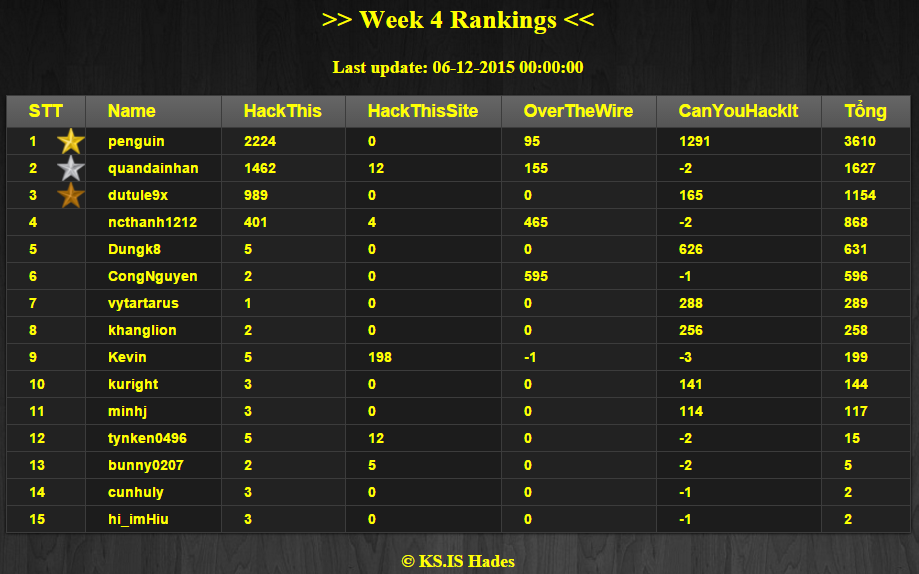 >> Week 4 Rankings <<
Last update: 06-12-2015 00:00:00
STT Name HackThis HackThisSite OverTheWire CanYouHackIt Tổng
1 penguin 2224 0 95 1291 3610
2 quandainhan 1462 12 155 -2 1627
3 dutule9x 989 0 0 165 1154
4 ncthanh1212 401 4 465 -2 868
5 Dungk8 5 0 0 626 631
6 CongNguyen 2 0 595 -1 596
7 vytartarus 1 0 0 288 289
8 khanglion 2 0 0 256 258
9 Kevin 5 198 -1 -3 199
10 kuright 3 0 0 141 144
11 minhj 3 0 0 114 117
12 tynken0496 5 12 0 -2 15
13 bunny0207 2 5 0 -2 5
14 cunhuly 3 0 0 -1 2
15 hi_imHiu 3 0 0 -1 2
© KS.IS Hades